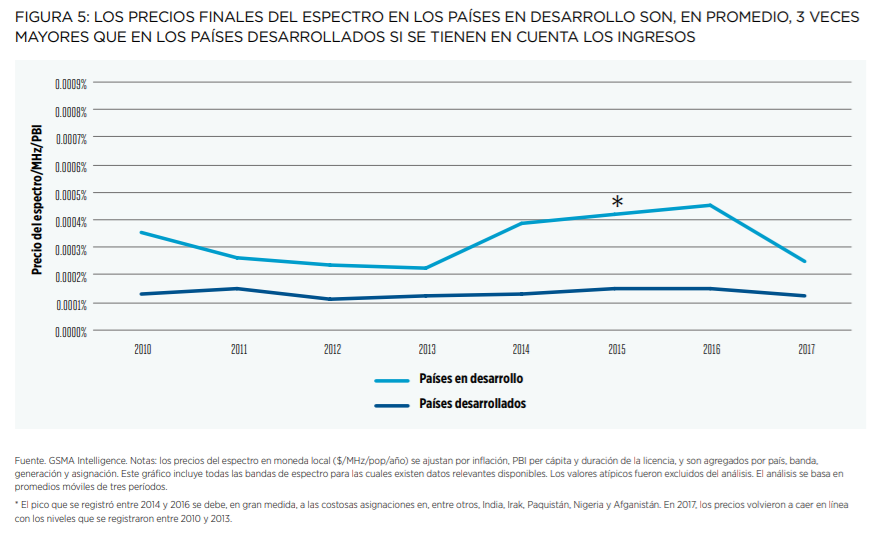 FIGURA 5: LOS PRECIOS FINALES DEL ESPECTRO EN LOS PAÍSES EN DESARROLLO SON, EN PROMEDIO, 3 VECES
MAYORES QUE EN LOS PAÍSES DESARROLLADOS SI SE TIENEN EN CUENTA LOS INGRESOS
Precio del espectro/MHz/PBI
0.0009%
0.0008%
0.0007%
0.0006%
0.0005%
0.0004%
0.0003%
0.0002%
0.0001%
0.0000%
*
2010 2011 2012 2013 2014 2015 2016 2017
Países en desarrollo
Países desarrollados
Fuente. GSMA Intelligence. Notas: los precios del espectro en moneda local ($/MHz/pop/año) se ajustan por inflación, PBI per cápita y duración de la licencia, y son agregados por país, banda,
generación y asignación. Este gráfico incluye todas las bandas de espectro para las cuales existen datos relevantes disponibles. Los valores atípicos fueron excluidos del análisis. El análisis se basa en
promedios móviles de tres períodos.
* El pico que se registró entre 2014 y 2016 se debe, en gran medida, a las costosas asignaciones en, entre otros, India, Irak, Paquistán, Nigeria y Afganistán. En 2017, los precios volvieron a caer en línea
con los niveles que se registraron entre 2010 y 2013.